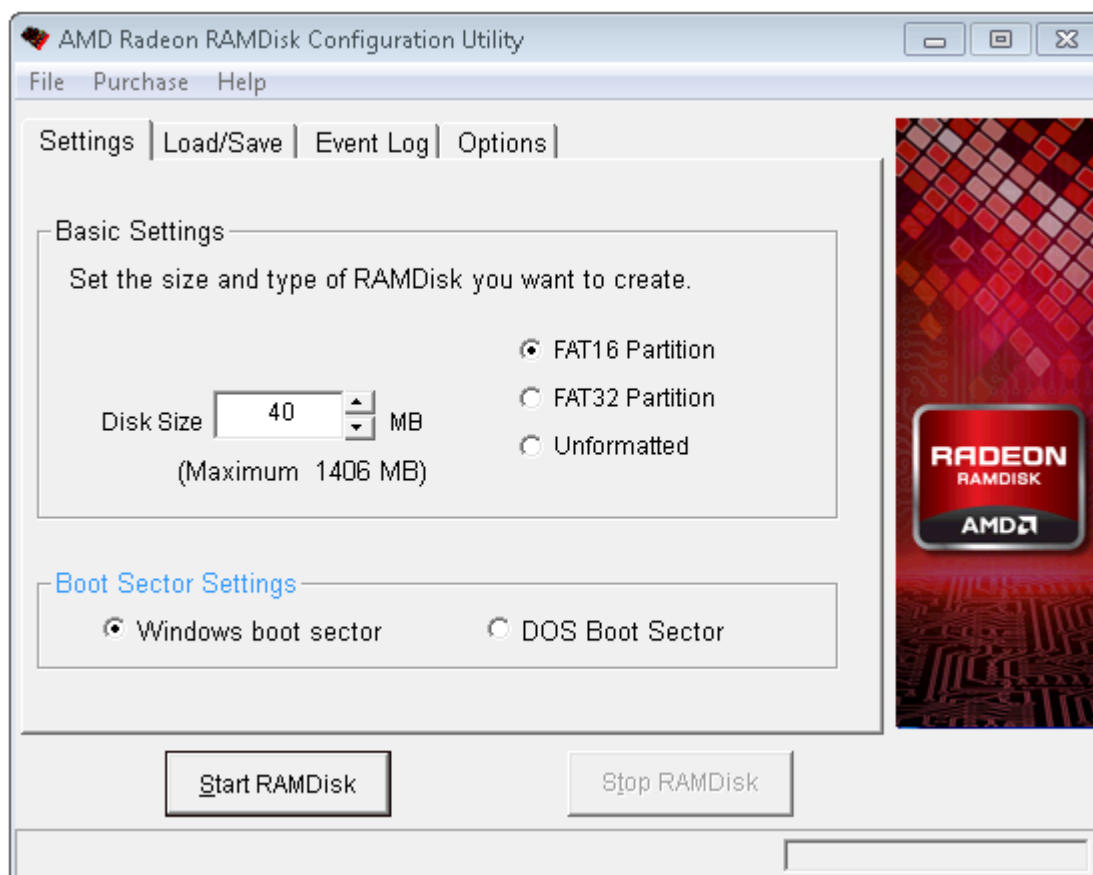 AMD Radeon RAMDisk Configuration Utility
File Purchase Help
Settings Load/Save Event Log Options
Basic Settings
Set the size and type of RAMDisk you want to create.
FAT16 Partition
FAT32 Partition
Disk Size 40 MB
Unformatted
(Maximum 1406 MB)
RADEON
RAMDISK
AMD
Boot Sector Settings
Windows boot sector DOS Boot Sector
Start RAMDisk Stop RAMDisk